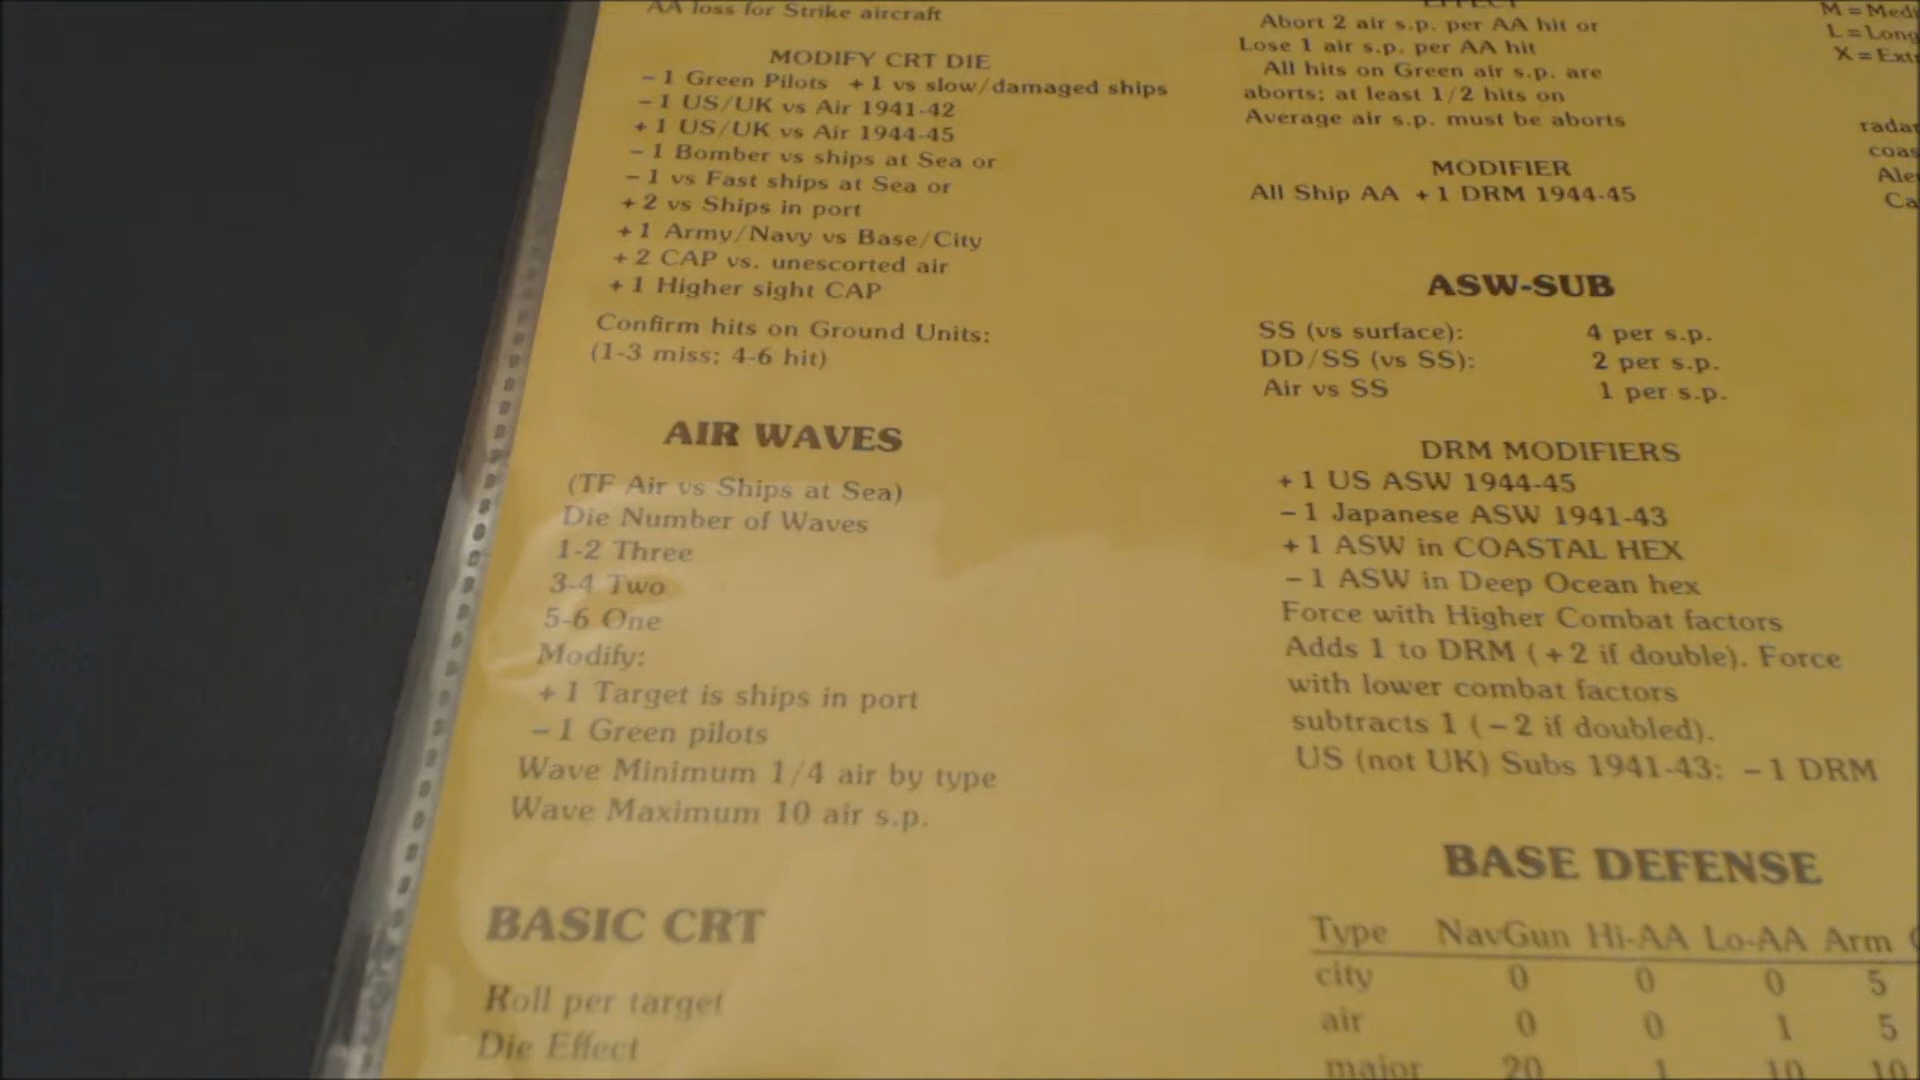 AA loss for Strike aircraft
MODIFY CRT DIE
- 1 Green Pilots + 1 vs slow/damaged ships
- 1 US/UK vs Air 1941-42
+ 1 US/UK vs Air 1944-45
- 1 Bomber vs ships at Sea or
- 1 vs Fast ships at Sea or
+ 2 vs Ships in port
+ 1 Army/Navy vs Base/City
+ 2 CAP vs. unescorted air
+ 1 Higher sight CAP
Confirm hits on Ground Units:
(1-3 miss; 4-6 hit)
AIR WAVES
(TF Air vs Ships at Sea)
Die Number of Waves
1-2 Three
3-4 Two
5-6 One
Modify:
+ 1 Target is ships in port
- 1 Green pilots
Wave Minimum 1/4 air by type
Wave Maximum 10 air s.p.
BASIC CRT
Roll per target
Die Effect
EFFECT
Abort 2 air s.p. per AA hit or
Lose 1 air s.p. per AA hit
All hits on Green air s.p. are
aborts; at least 1/2 hits on
Average air s.p. must be aborts
MODIFIER
All Ship AA + 1 DRM 1944-45
ASW-SUB
SS (vs surface): 4 per s.p.
DD/SS (vs SS): 2 per s.p.
Air vs SS 1 per s.p.
DRM MODIFIERS
+ 1 US ASW 1944-45
- 1 Japanese ASW 1941-43
+ 1 ASW in COASTAL HEX
- 1 ASW in Deep Ocean hex
Force with Higher Combat factors
Adds 1 to DRM ( + 2 if double). Force
with lower combat factors
subtracts 1 ( - 2 if doubled).
US (not UK) Subs 1941-43: - 1 DRM
BASE DEFENSE
Type NavGun Hi-AA Lo-AA Arm
city 0 0 0 5
air 0 0 1 5
major 20 1 10 10
M = Med
L = Long
X = Ext
radar
coas
Ale
Ca